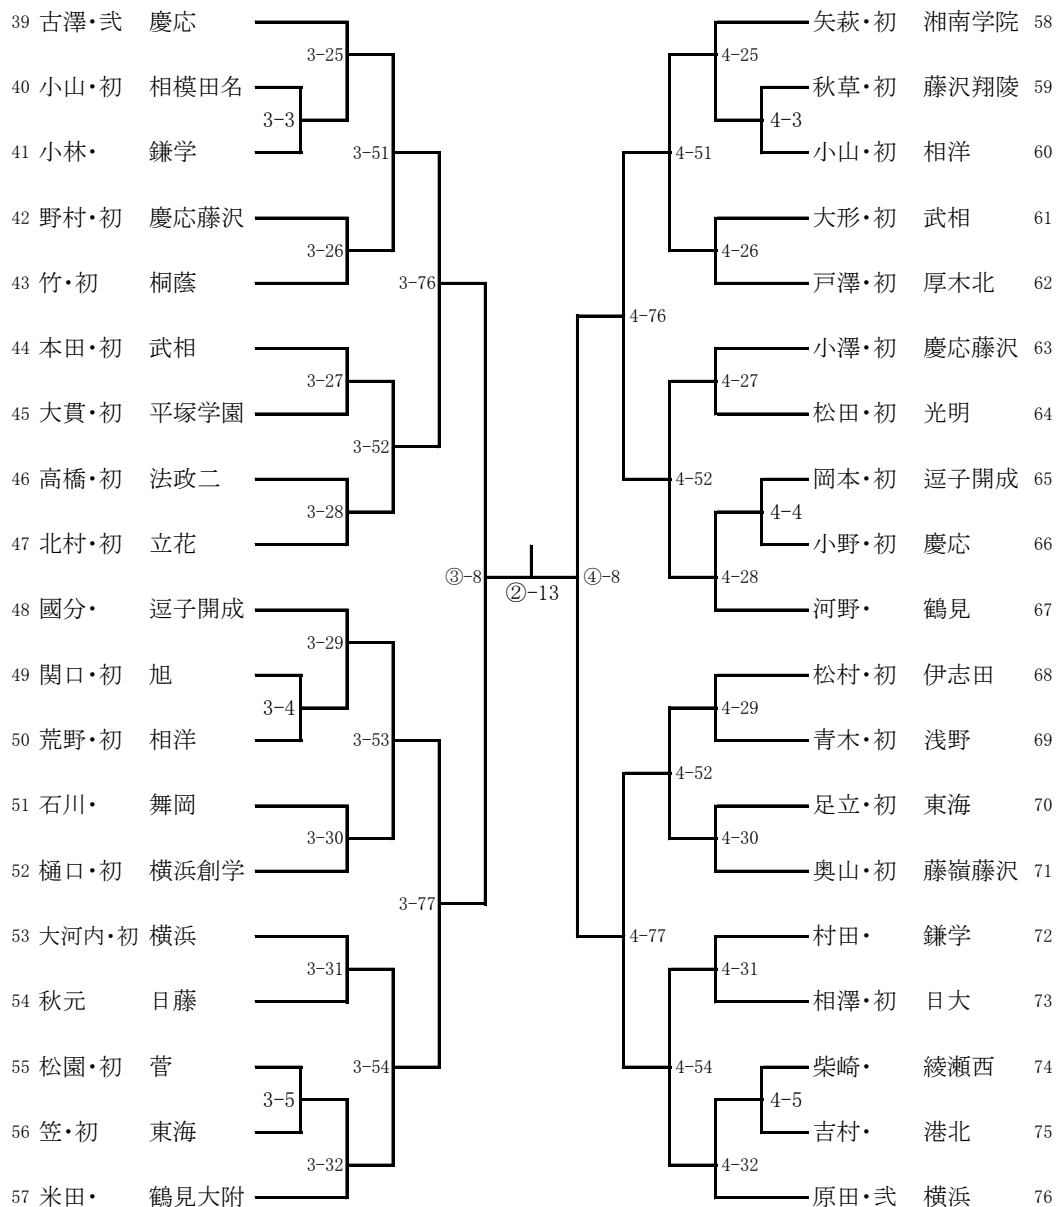 39 古澤・弐 慶応
3-25
40 小山・初 相模田名
3-3
41 小林・ 鎌学
3-51
42 野村・初 慶応藤沢
3-26
43 竹・初 桐蔭
3-76
44 本田・初 武相
3-27
45 大貫・初 平塚学園
3-52
46 高橋・初 法政二
3-28
47 北村・初 立花
③-8
48 國分・ 逗子開成
3-29
49 関口・初 旭
3-4
50 荒野・初 相洋
3-53
51 石川・ 舞岡
3-30
52 樋口・初 横浜創学
3-77
53 大河内・初 横浜
3-31
54 秋元 日藤
55 松園・初 菅
3-54
3-5
56 笠・初 東海
3-32
57 米田・ 鶴見大附
②-13
矢萩・初 湘南学院 58
4-25
秋草・初 藤沢翔陵 59
4-3
小山・初 相洋 60
4-51
大形・初 武相 61
4-26
戸澤・初 厚木北 62
4-76
小澤・初 慶応藤沢 63
4-27
松田・初 光明 64
岡本・初 逗子開成 65
4-52
4-4
小野・初 慶応 66
④-8
4-28
河野・ 鶴見 67
松村・初 伊志田 68
4-29
青木・初 浅野 69
4-52
足立・初 東海 70
4-30
奥山・初 藤嶺藤沢 71
村田・ 鎌学 72
4-77
4-31
相澤・初 日大 73
柴崎・ 綾瀬西 74
4-54
4-5
吉村・ 港北 75
4-32
原田・弐 横浜 76